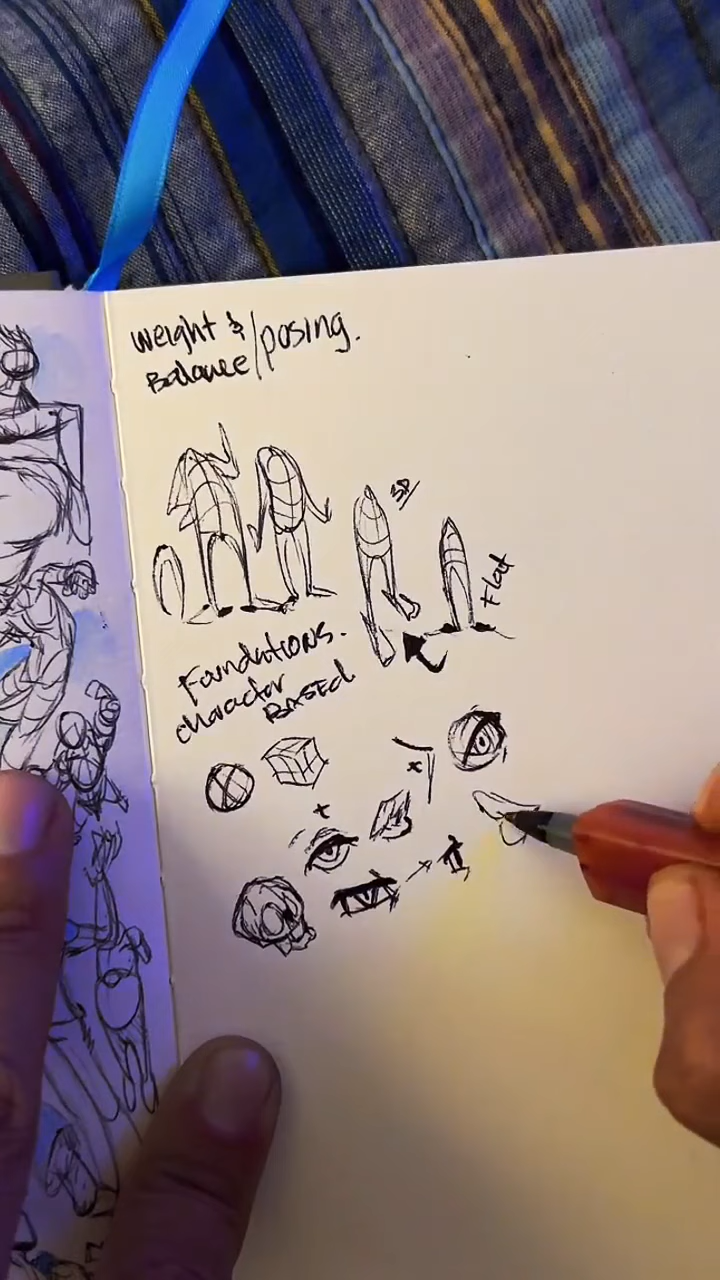 weight & /posing.
Balance
3D
Flat
Foundations.
character
BASED